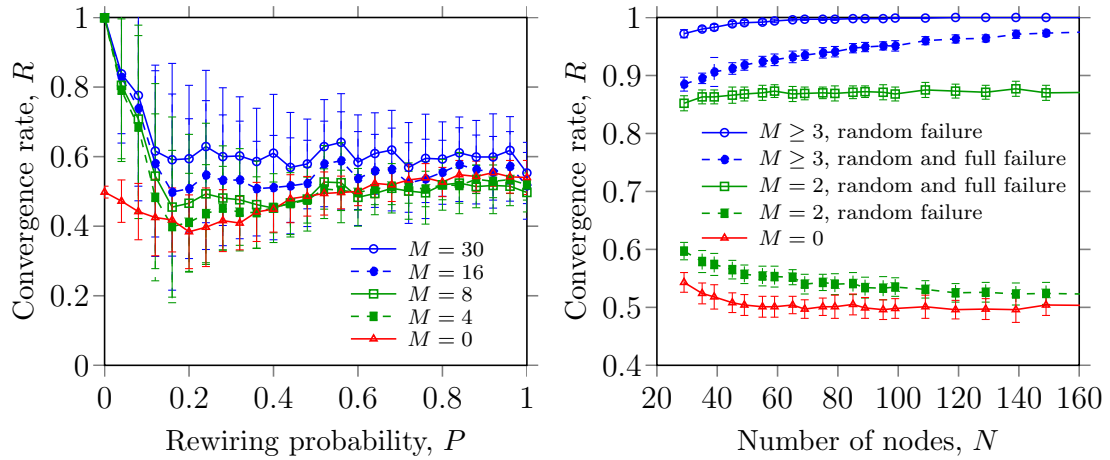 Convergence rate, R
1
0.8
0.6
0.4
0.2
0
M = 30
M = 16
M = 8
M = 4
M = 0
0 0.2 0.4 0.6 0.8 1
Rewiring probability, P
Convergence rate, R
1
0.9
0.8
0.7
0.6
0.5
0.4
M ≥ 3, random failure
M ≥ 3, random and full failure
M = 2, random and full failure
M = 2, random failure
M = 0
20 40 60 80 100 120 140 160
Number of nodes, N